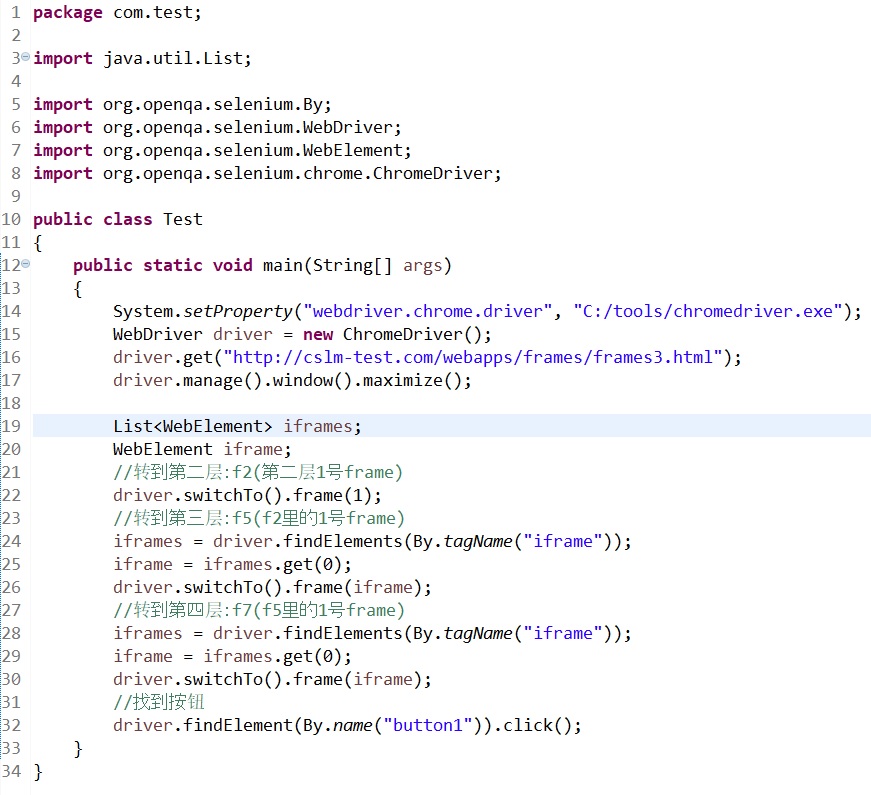 1 package com.test;
2
3 import java.util.List;
4
5 import org.openqa.selenium.By;
6 import org.openqa.selenium.WebDriver;
7 import org.openqa.selenium.WebElement;
8 import org.openqa.selenium.chrome.ChromeDriver;
9
10 public class Test
11 {
12     public static void main(String[] args)
13     {
14         System.setProperty("webdriver.chrome.driver", "C:/tools/chromedriver.exe");
15         WebDriver driver = new ChromeDriver();
16         driver.get("http://cslm-test.com/webapps/frames/frames3.html");
17         driver.manage().window().maximize();
18
19         List<WebElement> iframes;
20         WebElement iframe;
21         //转到第二层:f2(第二层1号frame)
22         driver.switchTo().frame(1);
23         //转到第三层:f5(f2里的1号frame)
24         iframes = driver.findElements(By.tagName("iframe"));
25         iframe = iframes.get(0);
26         driver.switchTo().frame(iframe);
27         //转到第四层:f7(f5里的1号frame)
28         iframes = driver.findElements(By.tagName("iframe"));
29         iframe = iframes.get(0);
30         driver.switchTo().frame(iframe);
31         //找到按钮
32         driver.findElement(By.name("button1")).click();
33     }
34 }